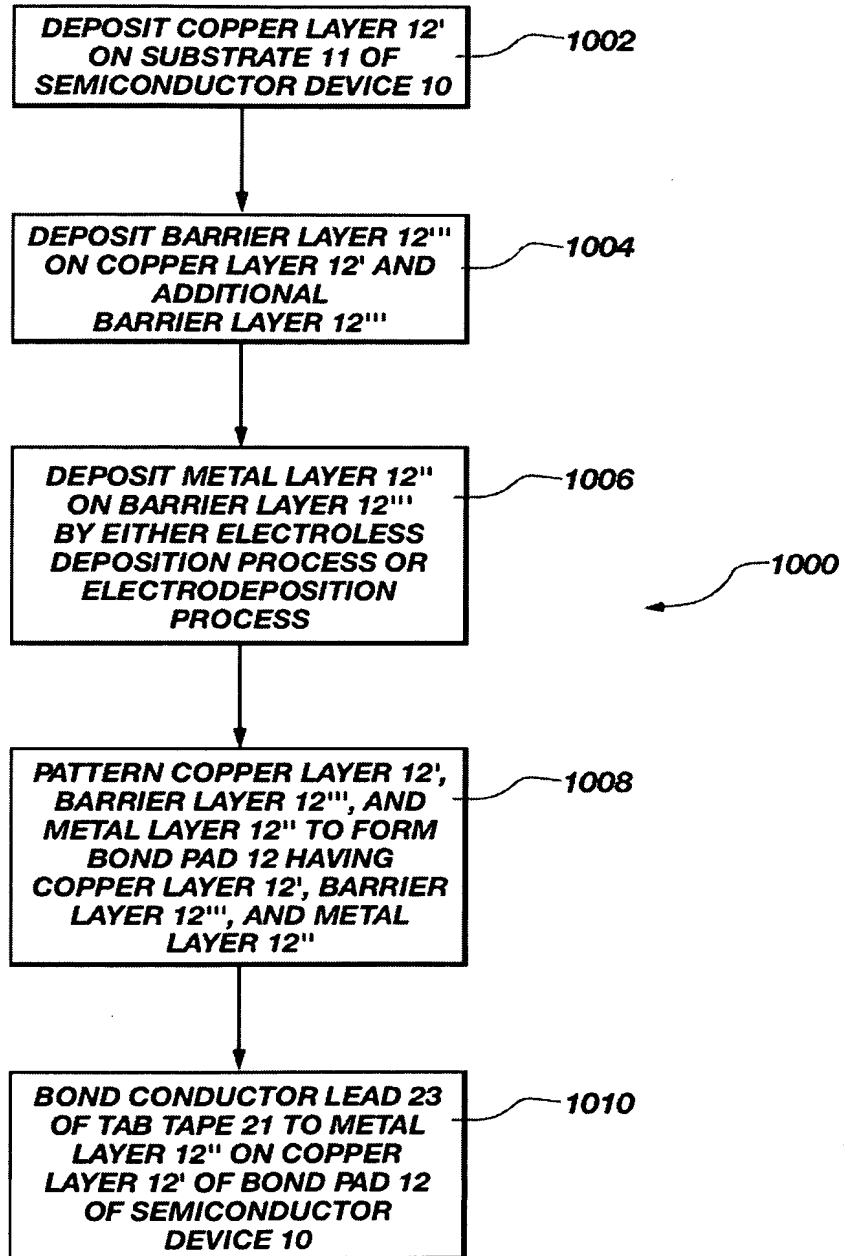 DEPOSIT COPPER LAYER 12'
ON SUBSTRATE 11 OF
SEMICONDUCTOR DEVICE 10
1002
DEPOSIT BARRIER LAYER 12'''
ON COPPER LAYER 12' AND
ADDITIONAL
BARRIER LAYER 12'''
1004
DEPOSIT METAL LAYER 12''
ON BARRIER LAYER 12'''
BY EITHER ELECTROLESS
DEPOSITION PROCESS OR
ELECTRODEPOSITION
PROCESS
1006
1000
PATTERN COPPER LAYER 12',
BARRIER LAYER 12''', AND
METAL LAYER 12'' TO FORM
BOND PAD 12 HAVING
COPPER LAYER 12', BARRIER
LAYER 12''', AND METAL
LAYER 12''
1008
BOND CONDUCTOR LEAD 23
OF TAB TAPE 21 TO METAL
LAYER 12'' ON COPPER
LAYER 12' OF BOND PAD 12
OF SEMICONDUCTOR
DEVICE 10
1010